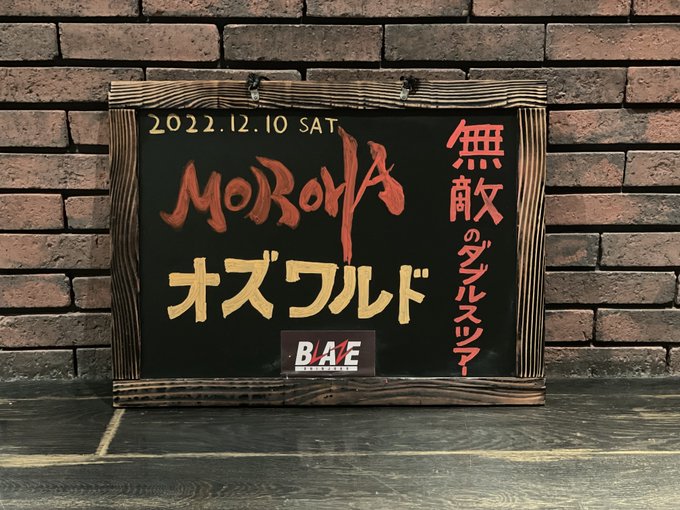 2022.12.10 SAT
MOROHA
オズワルド
無敵のダブルスツアー
BLAZE
SHINJUKU